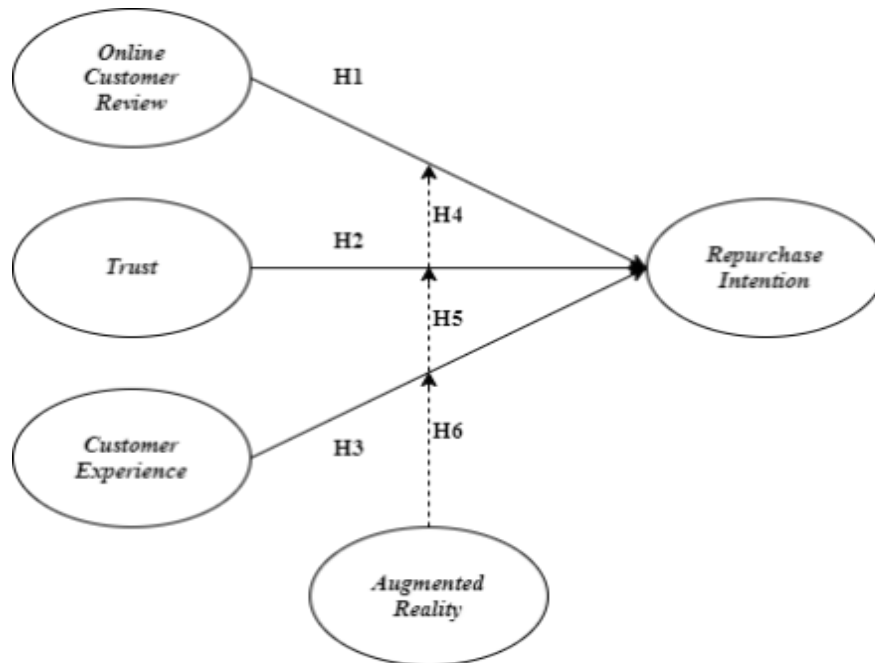 Online
Customer
Review
H1
H4
H2
Trust
Repurchase
Intention
H5
H6
H3
Customer
Experience
Augmented
Reality